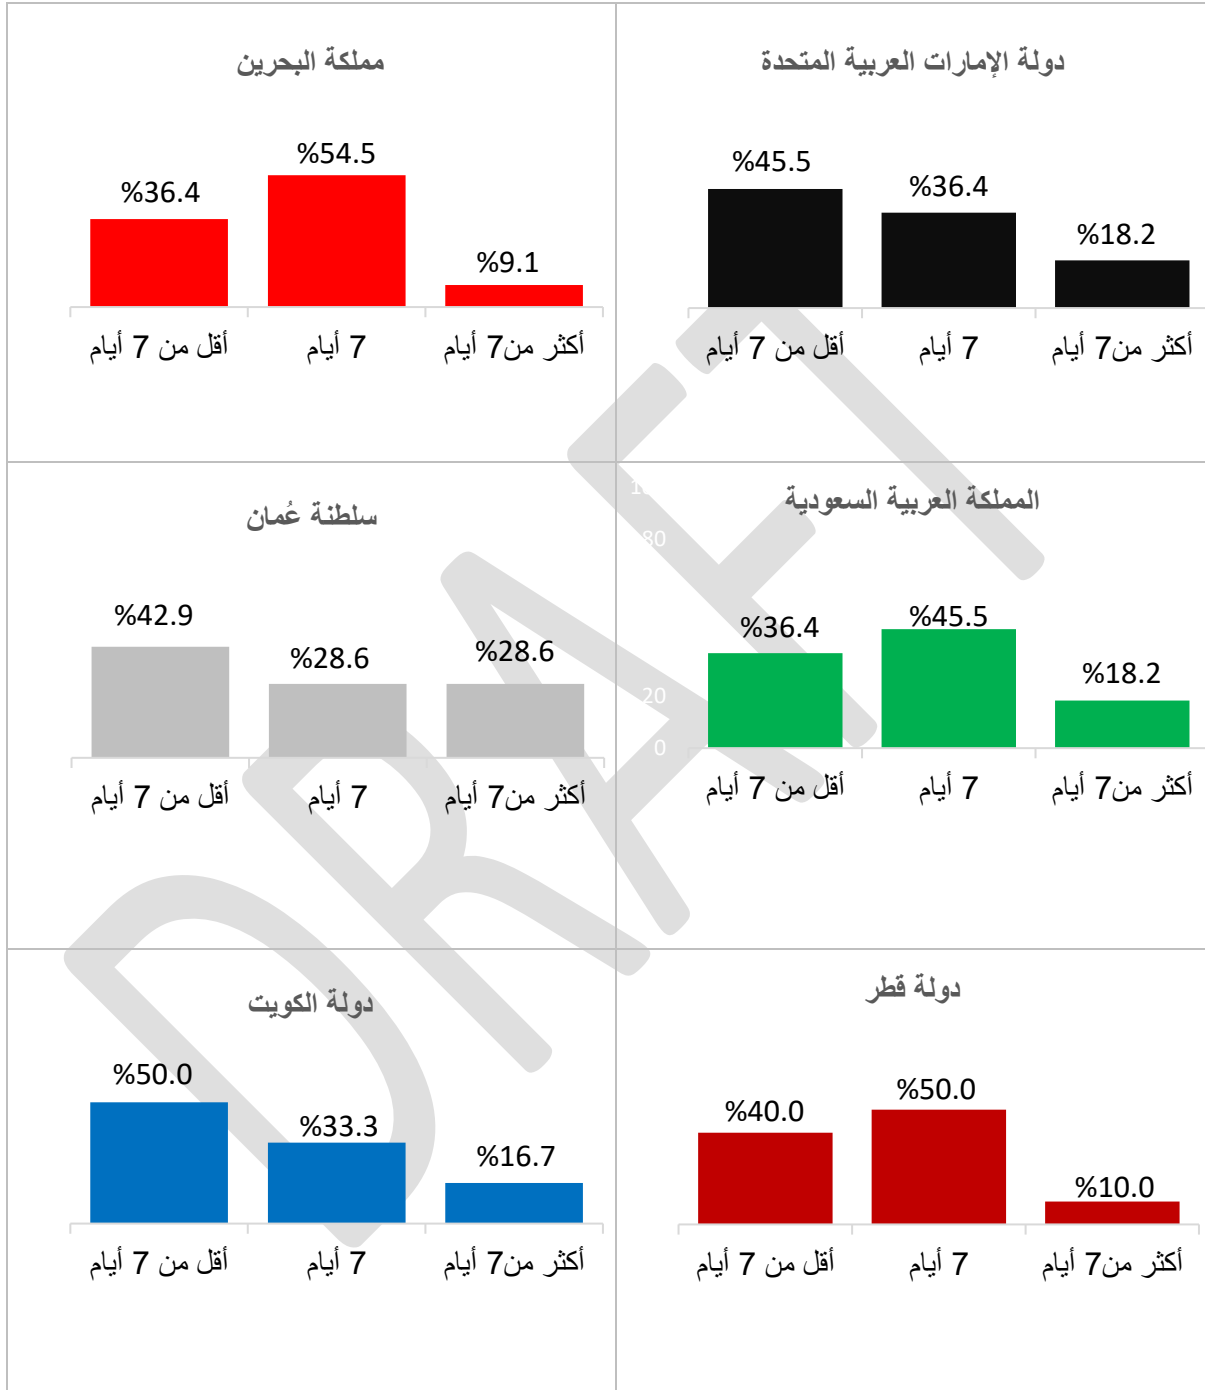 دولة الإمارات العربية المتحدة
%45.5
%36.4
%18.2
أقل من 7 أيام
7 أيام
أكثر من7 أيام
مملكة البحرين
%36.4
%54.5
%9.1
أقل من 7 أيام
7 أيام
أكثر من7 أيام
المملكة العربية السعودية
80
20
0
%36.4
%45.5
%18.2
أقل من 7 أيام
7 أيام
أكثر من7 أيام
سلطنة عُمان
%42.9
%28.6
%28.6
أقل من 7 أيام
7 أيام
أكثر من7 أيام
دولة قطر
%40.0
%50.0
%10.0
أقل من 7 أيام
7 أيام
أكثر من7 أيام
دولة الكويت
%50.0
%33.3
%16.7
أقل من 7 أيام
7 أيام
أكثر من7 أيام
DRAFT